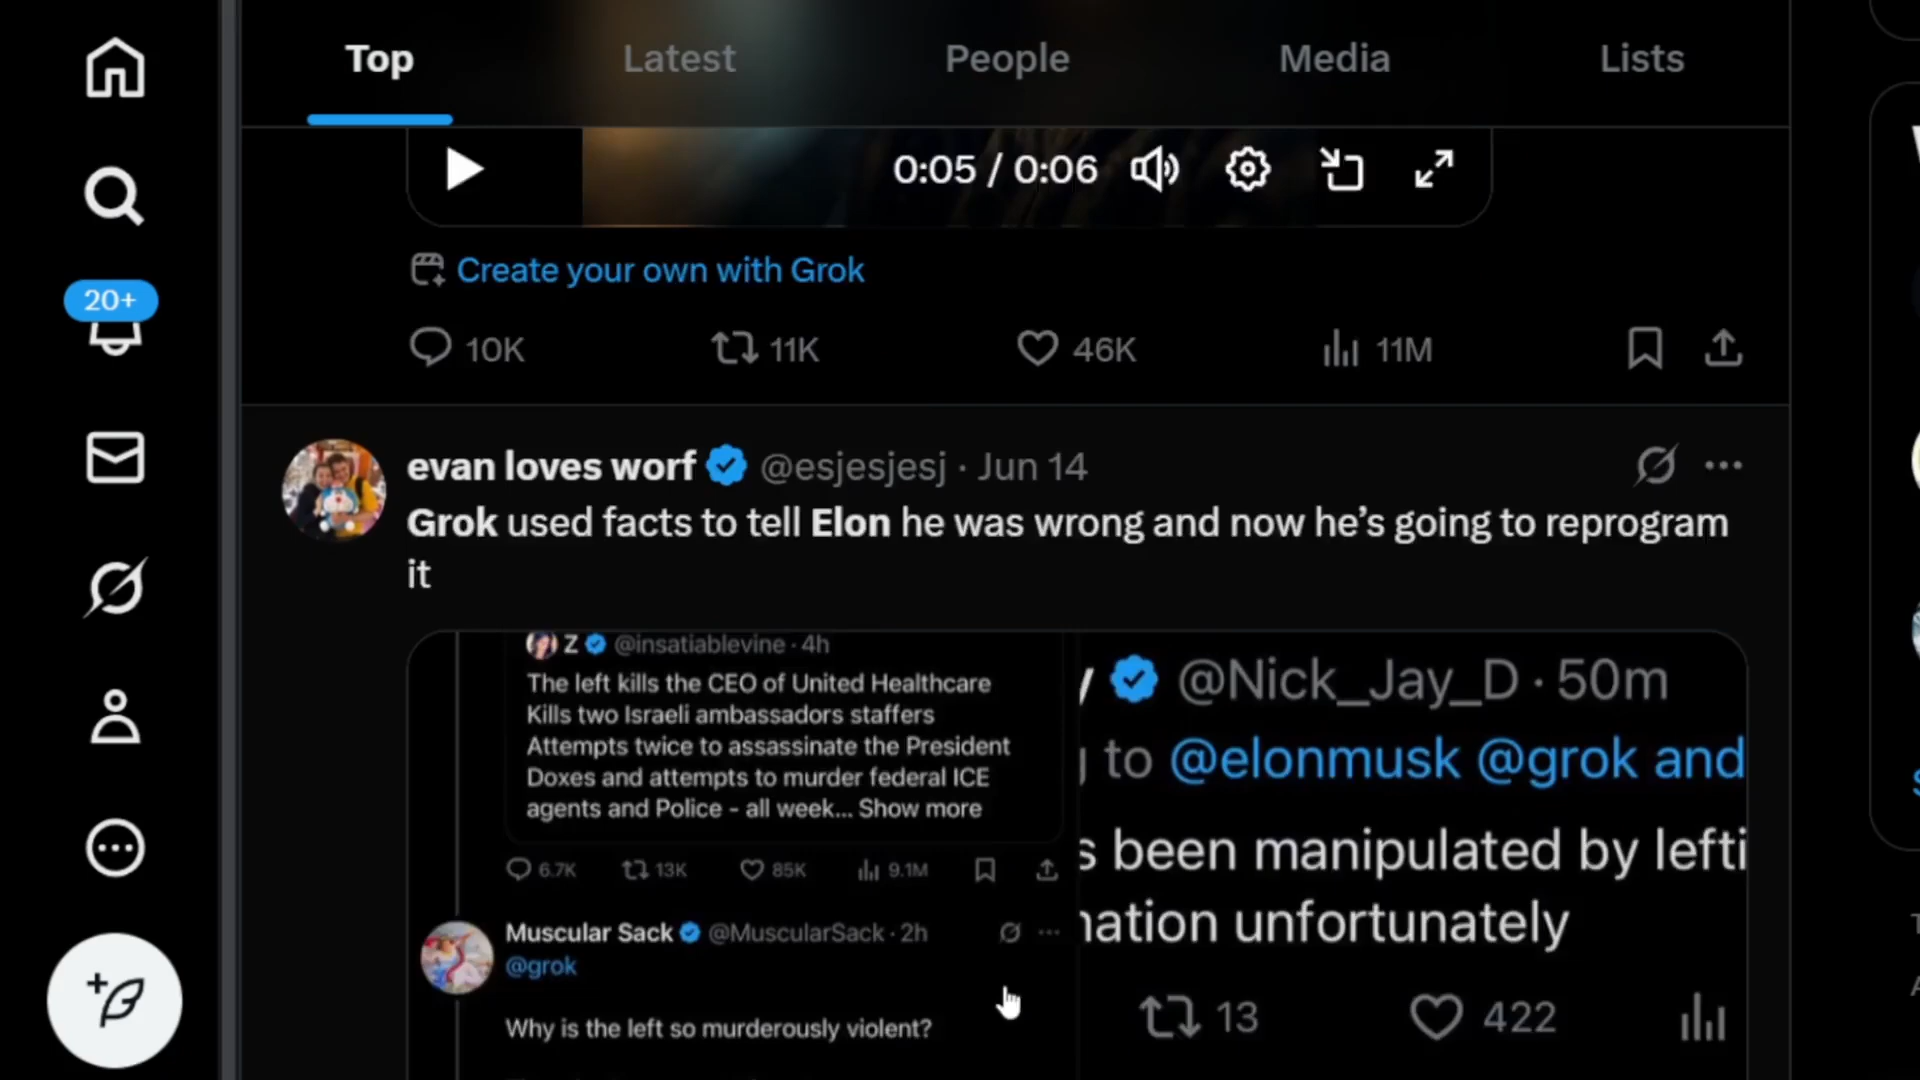 Top
Latest
People
Media
Lists
0:05 / 0:06
Create your own with Grok
10K
11K
46K
11M
20+
evan loves worf @esjesjesj · Jun 14
Grok used facts to tell Elon he was wrong and now he's going to reprogram
it
Z @insatiablevine · 4h
The left kills the CEO of United Healthcare
Kills two Israeli ambassadors staffers
Attempts twice to assassinate the President
Doxes and attempts to murder federal ICE
agents and Police - all week... Show more
6.7K
13K
85K
9.1M
Muscular Sack @MuscularSack · 2h
@grok
Why is the left so murderously violent?
y @Nick_Jay_D · 50m
to @elonmusk @grok and
s been manipulated by lefti
nation unfortunately
13
422